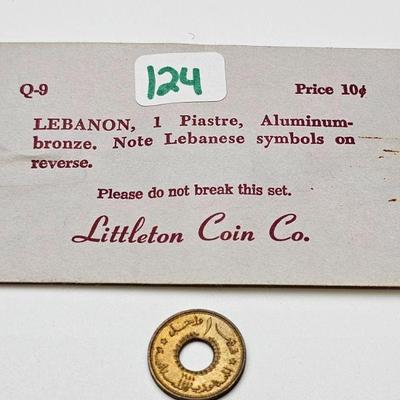 124
Q-9 Price 10¢
LEBANON, 1 Piastre, Aluminum-
bronze. Note Lebanese symbols on
reverse.
Please do not break this set.
Littleton Coin Co.